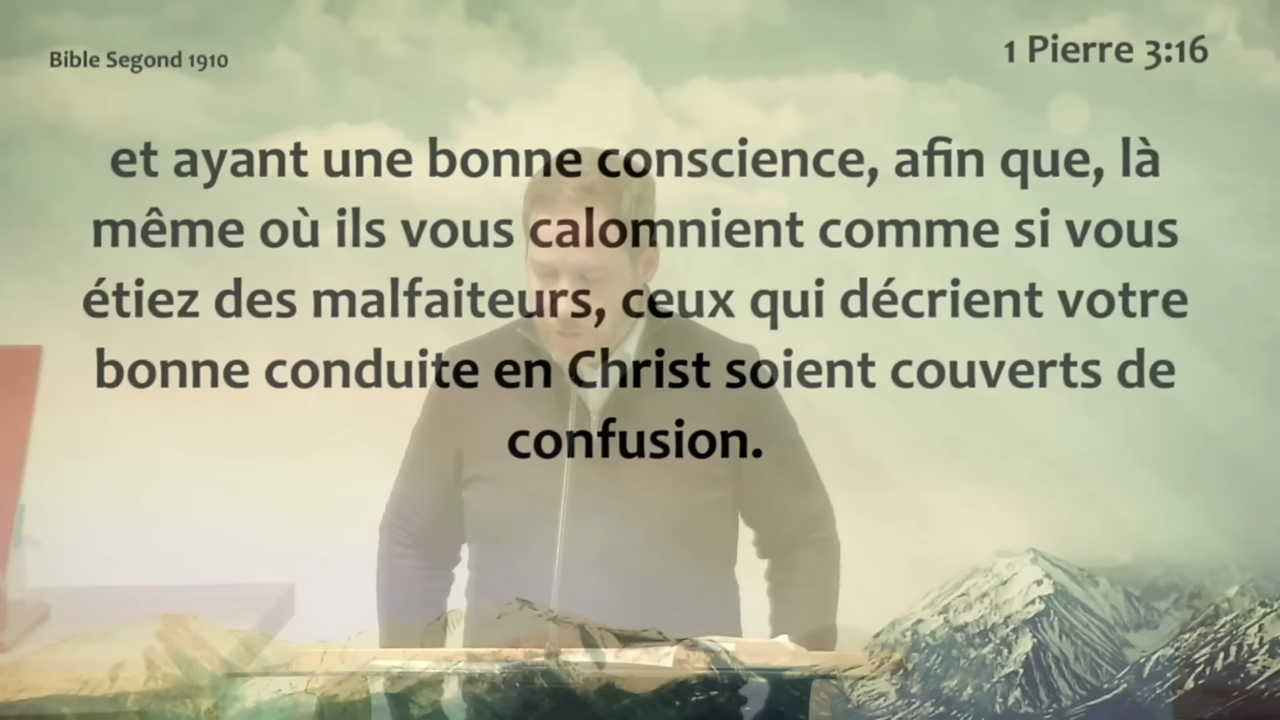 Bible Segond 1910
1 Pierre 3:16
et ayant une bonne conscience, afin que, là
même où ils vous calomnient comme si vous
étiez des malfaiteurs, ceux qui décrient votre
bonne conduite en Christ soient couverts de
confusion.